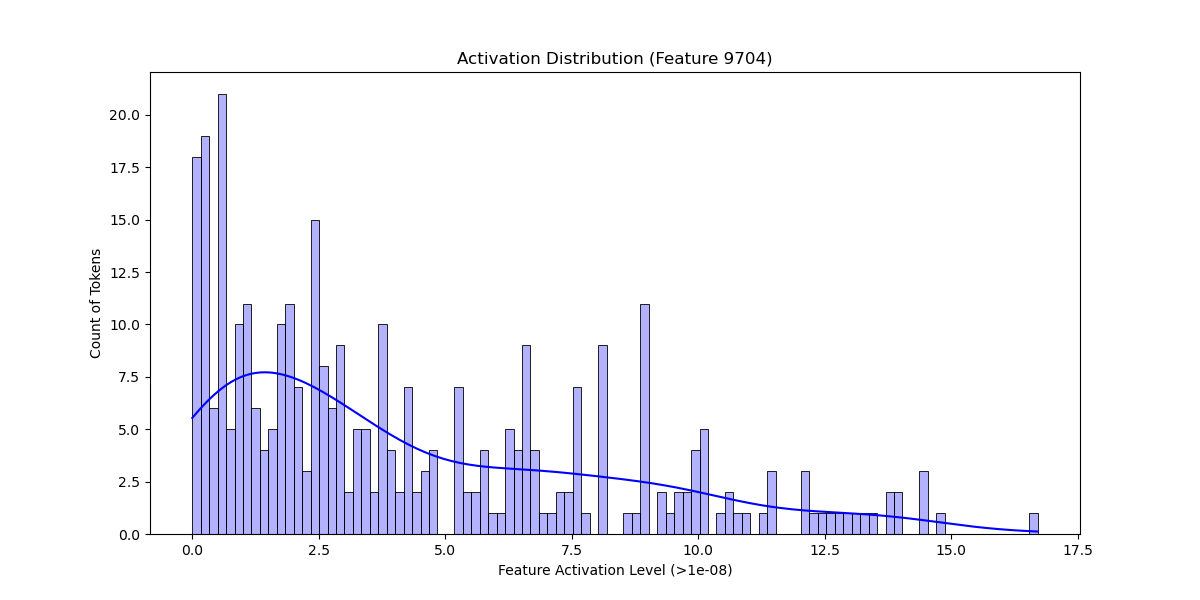 Activation Distribution (Feature 9704)
Count of Tokens
20.0
17.5
15.0
12.5
10.0
7.5
5.0
2.5
0.0
0.0 2.5 5.0 7.5 10.0 12.5 15.0 17.5
Feature Activation Level (>1e-08)